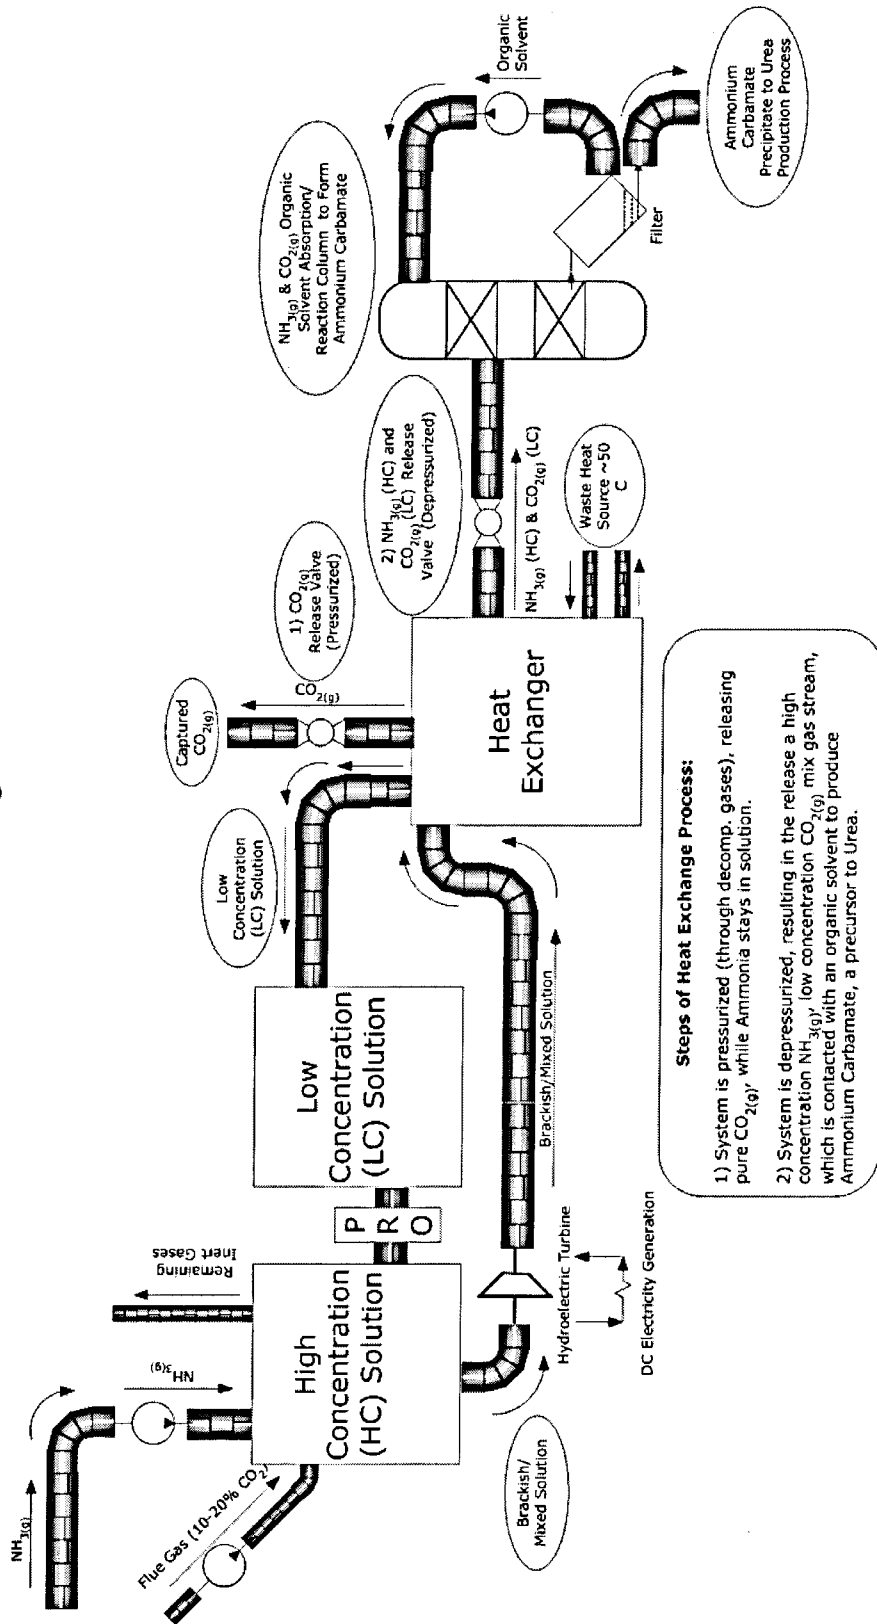 NH3(g)
NH3(g)
Flue Gas (10-20% CO2)
Remaining
Inert Gases
High
Concentration
(HC) Solution
P
R
O
Low
Concentration
(LC) Solution
Low
Concentration
(LC) Solution
Captured
CO2(g)
CO2(g)
1) CO2(g)
Release Valve
(Pressurized)
Heat
Exchanger
2) NH3(g) (HC) and
CO2(g) (LC) Release
Valve (Depressurized)
NH3(g) (HC) & CO2(g) (LC)
Waste Heat
Source ~50
C
NH3(g) & CO2(g) Organic
Solvent Absorption/
Reaction Column to Form
Ammonium Carbamate
Organic
Solvent
Filter
Ammonium
Carbamate
Precipitate to Urea
Production Process
Brackish/
Mixed Solution
Hydroelectric Turbine
DC Electricity Generation
Brackish/Mixed Solution
Steps of Heat Exchange Process:
1) System is pressurized (through decomp. gases), releasing
pure CO2(g), while Ammonia stays in solution.
2) System is depressurized, resulting in the release a high
concentration NH3(g), low concentration CO2(g) mix gas stream,
which is contacted with an organic solvent to produce
Ammonium Carbamate, a precursor to Urea.